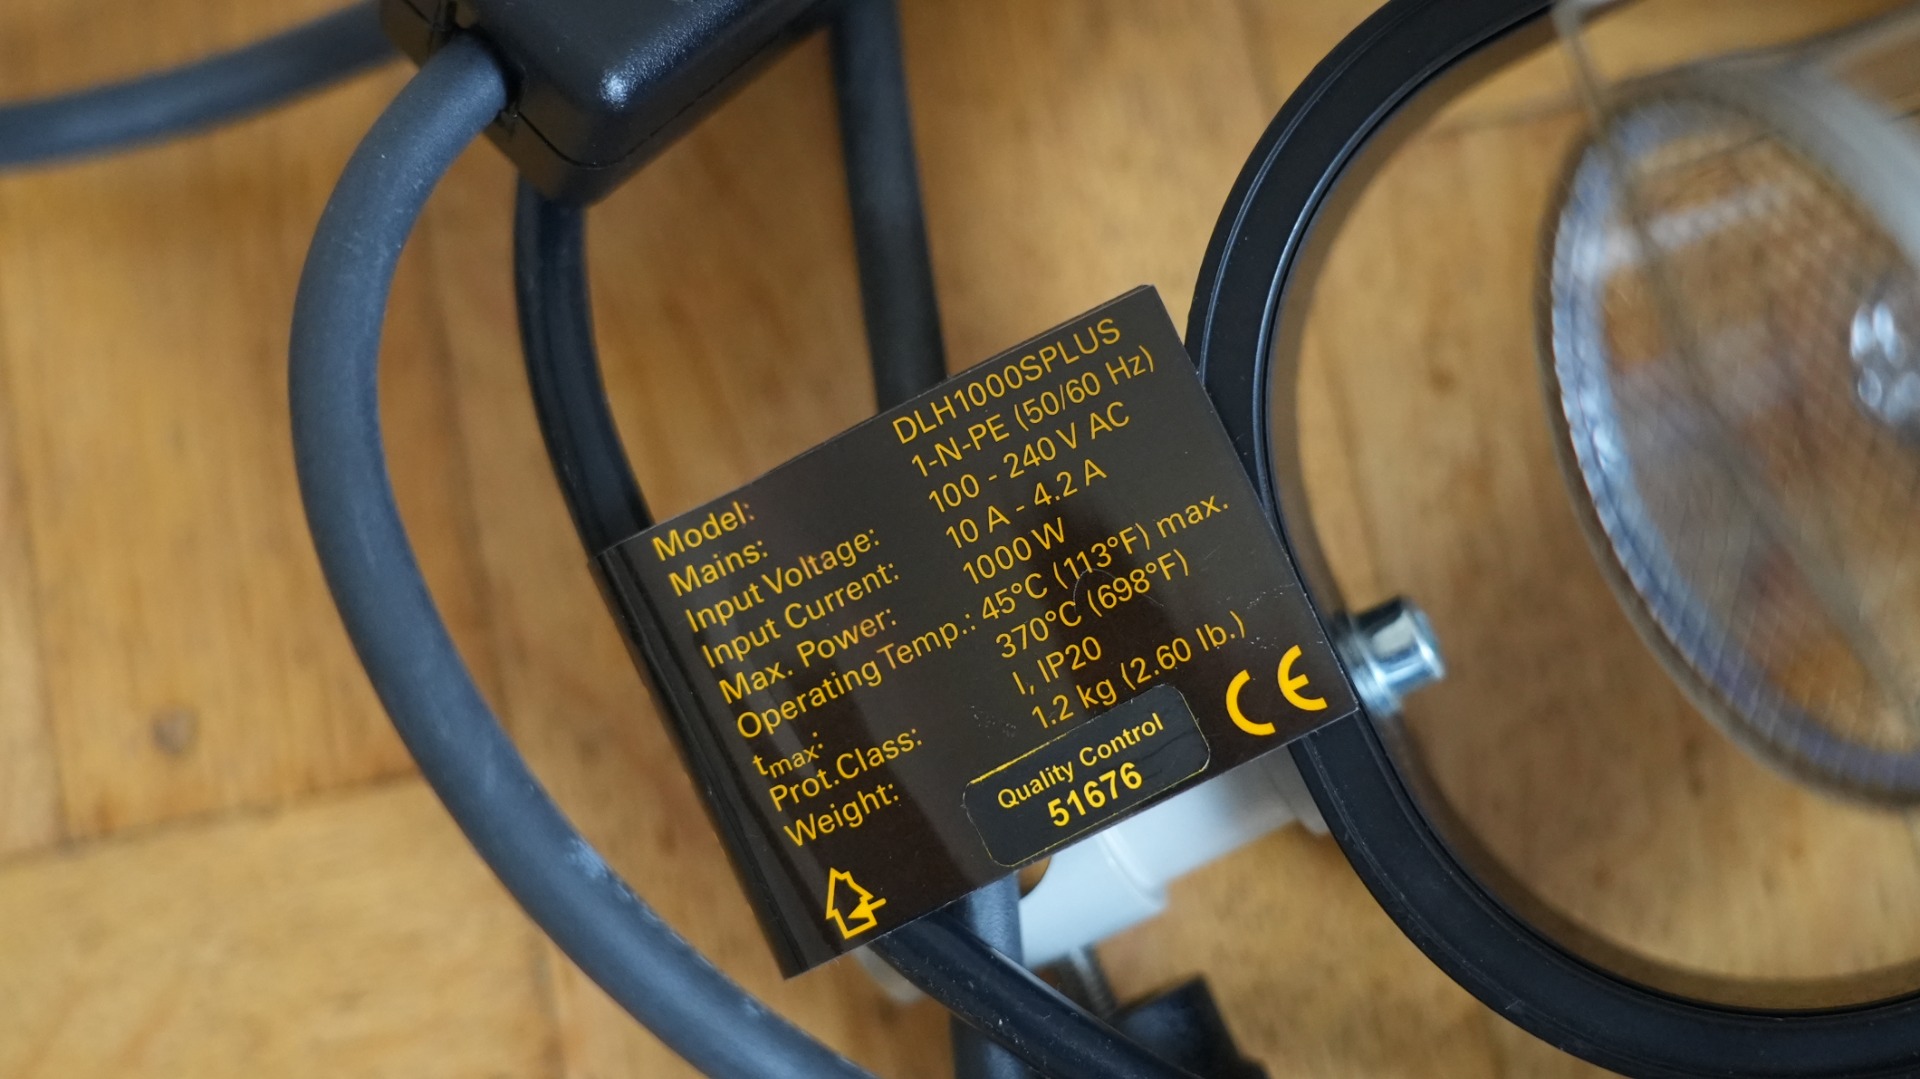 Model: DLH1000SPLUS
Mains: 1-N-PE (50/60 Hz)
Input Voltage: 100 - 240 V AC
Input Current: 10 A - 4.2 A
Max. Power: 1000 W
Operating Temp.: 45°C (113°F) max.
tmax: 370°C (698°F)
Prot.Class: I, IP20
Weight: 1.2 kg (2.60 lb.)
Quality Control
51676
CE